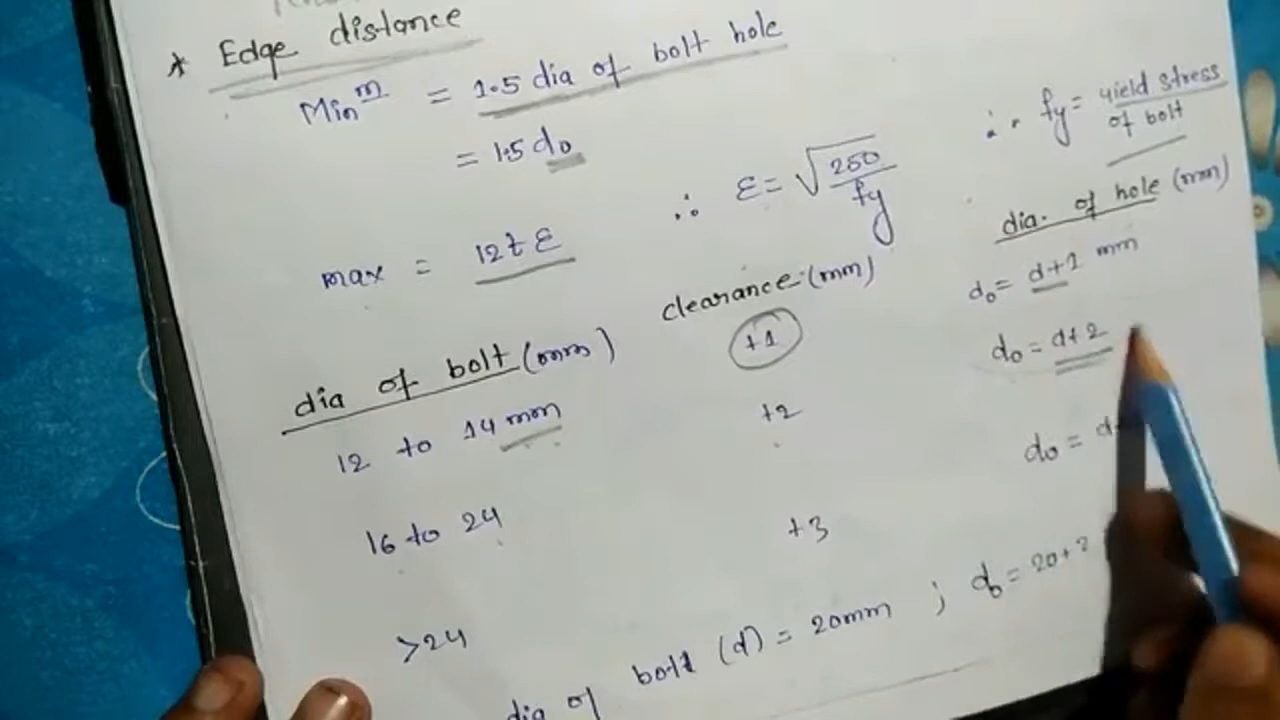 * Edge distance
Min^m = 1.5 dia of bolt hole
= 1.5 d₀
∴ fy = yield stress of bolt
max = 12tε
∴ ε = √(250/fy)
dia of bolt (mm) clearance (mm) dia. of hole (mm)
12 to 14 mm +1 d₀ = d+1 mm
16 to 24 +2 d₀ = d+2
>24 +3 d₀ = d
dia of bolt (d) = 20mm ; d₀ = 20+2